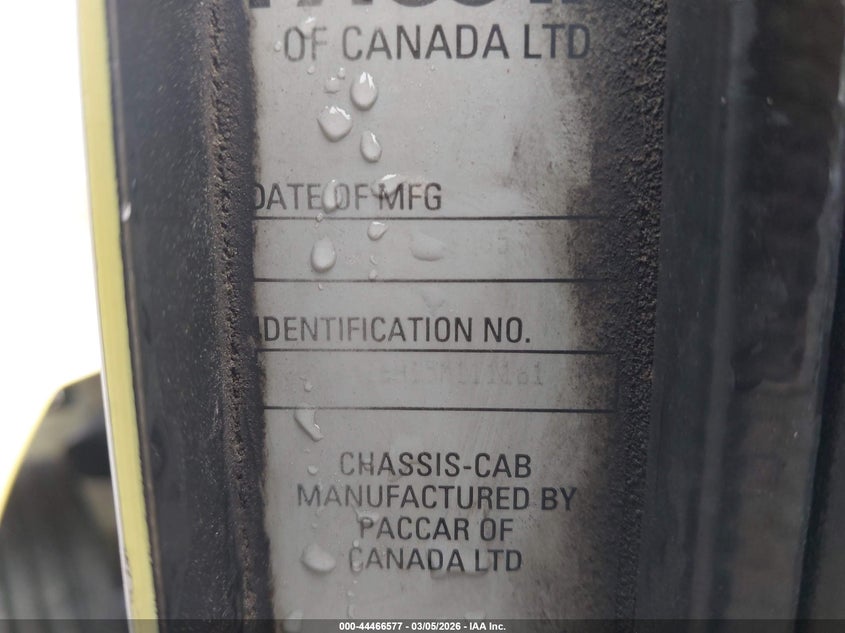 OF CANADA LTD
DATE OF MFG
IDENTIFICATION NO.
CHASSIS-CAB
MANUFACTURED BY
PACCAR OF
CANADA LTD
000-44466577 - 03/05/2026 - IAA Inc.